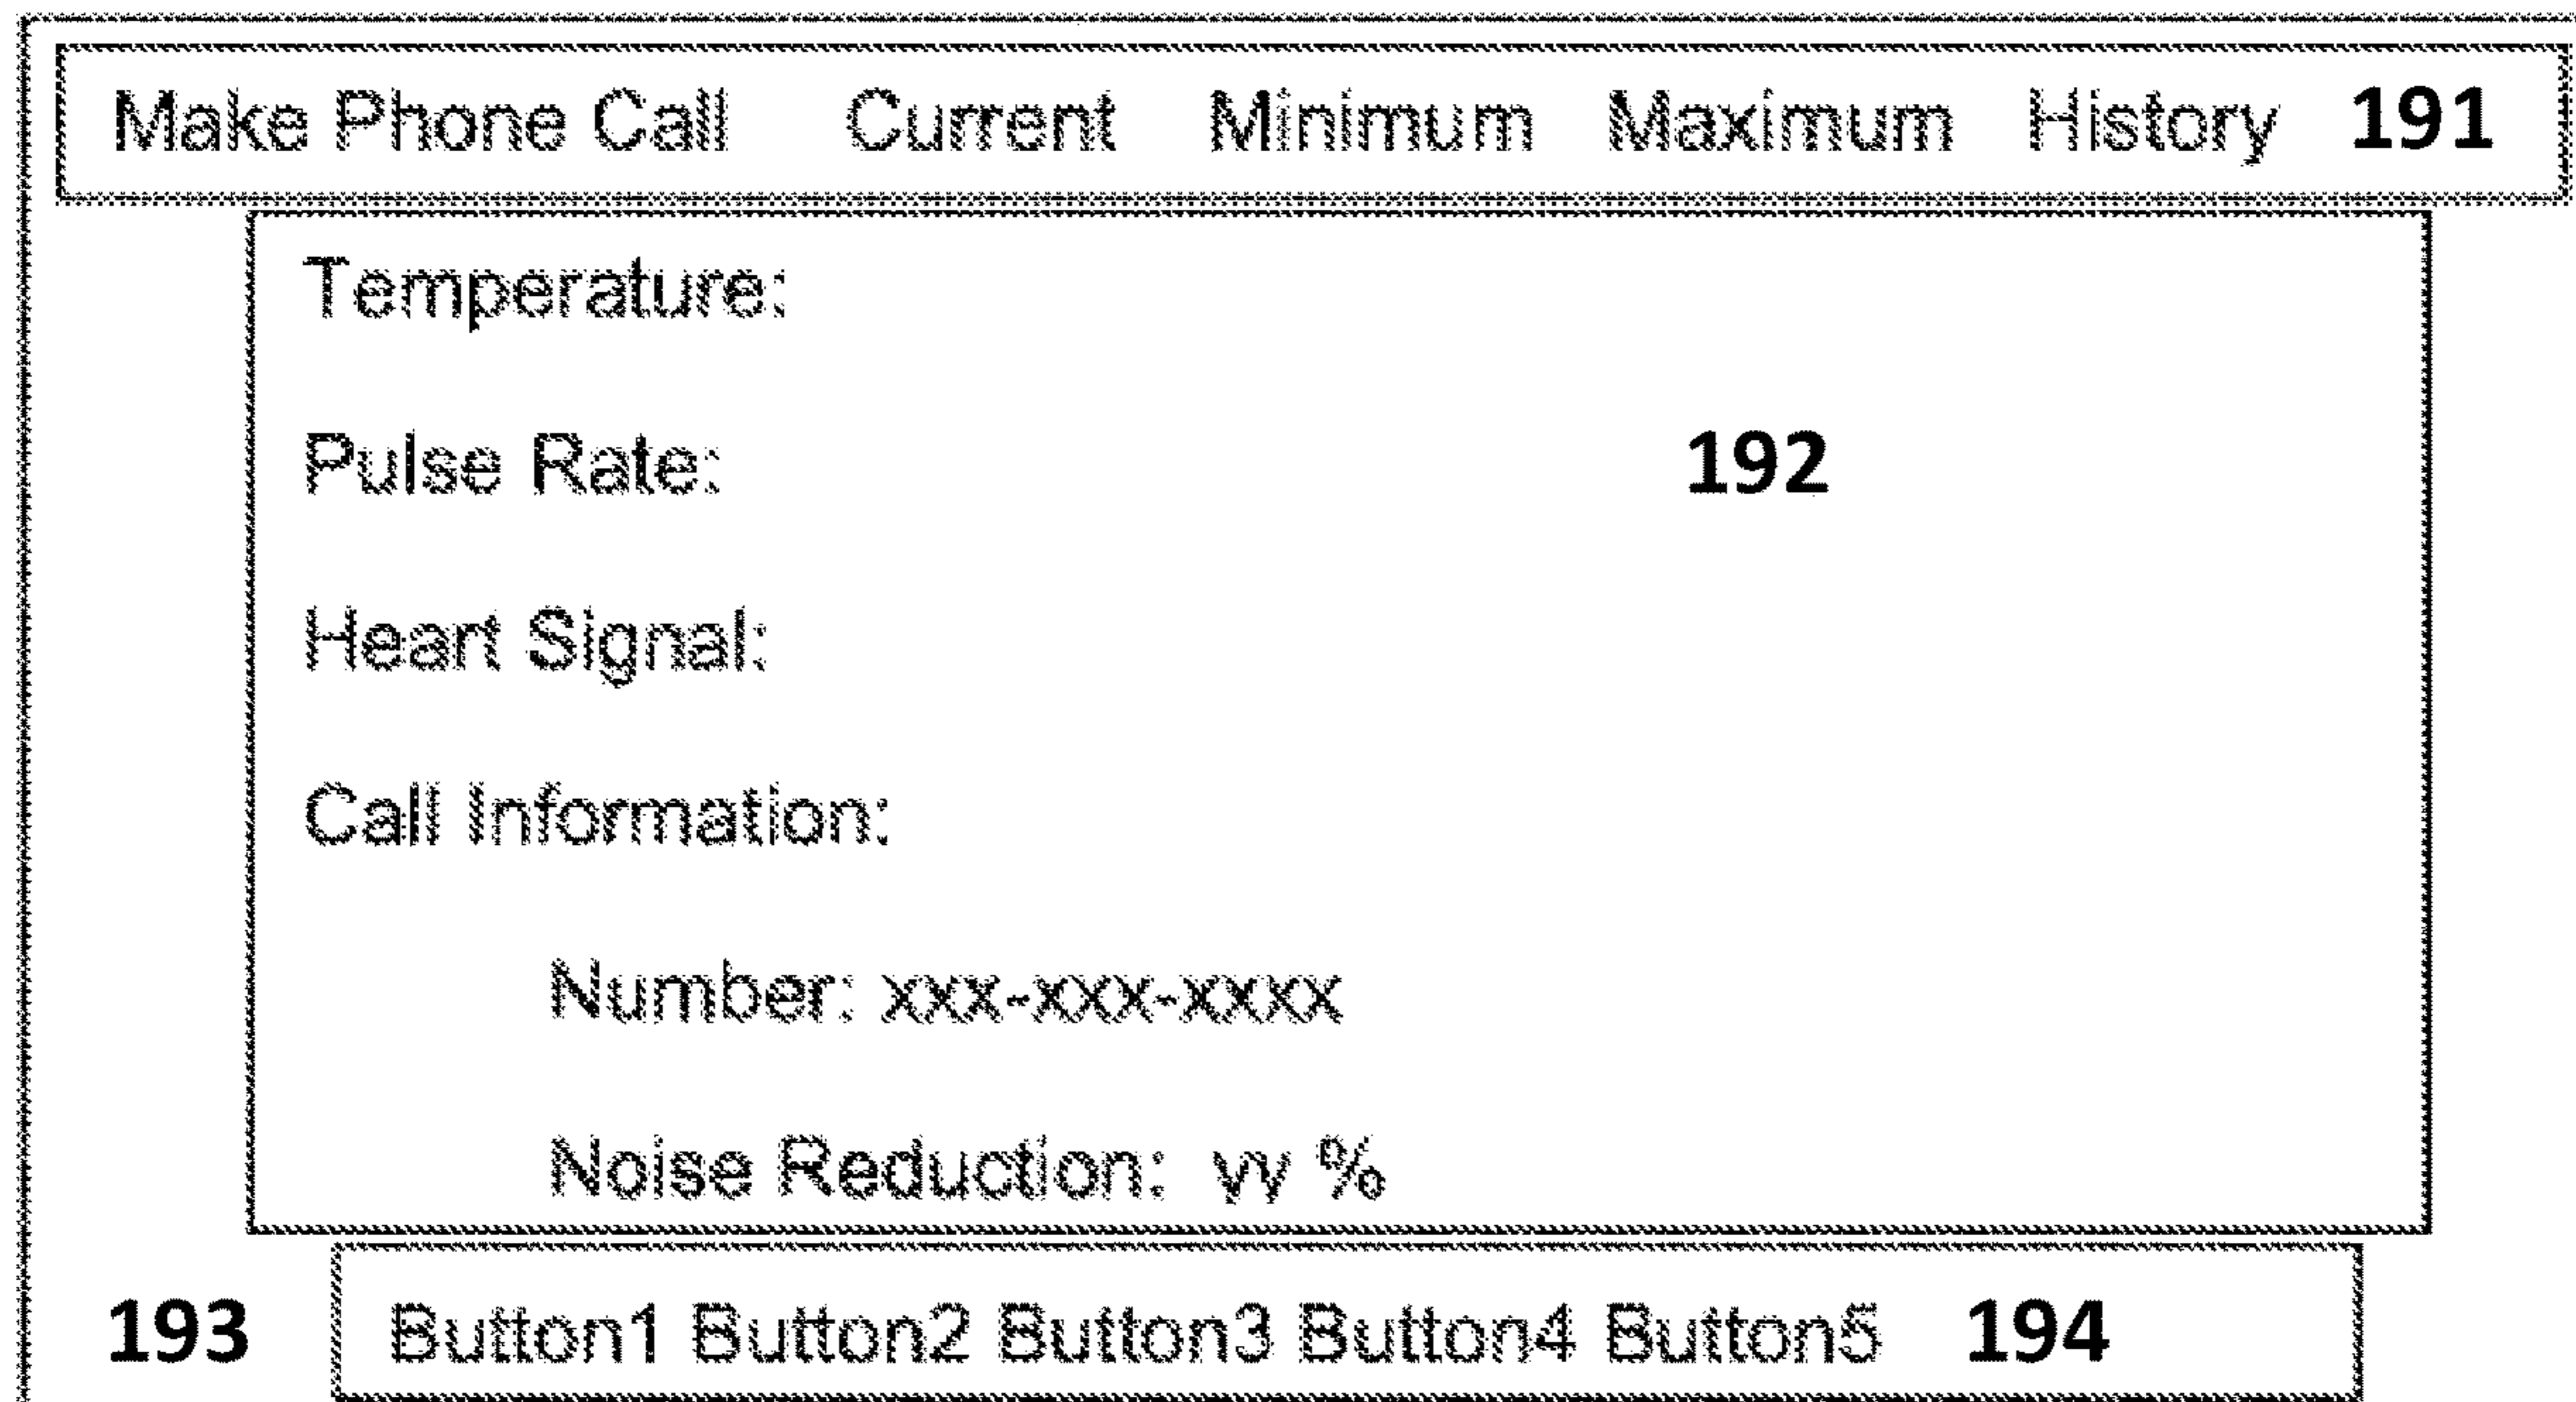 Make Phone Call Current Minimum Maximum History 191
Temperature:
Pulse Rate: 192
Heart Signal:
Call Information:
Number: xxx-xxx-xxxx
Noise Reduction: yy %
193 Button1 Button2 Button3 Button4 Button5 194